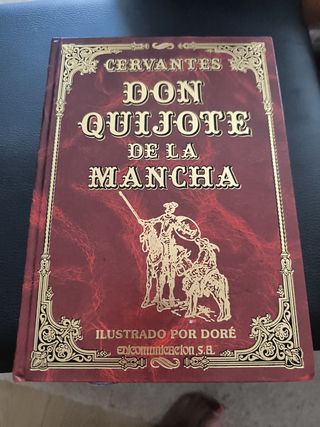 CERVANTES
DON
QUIJOTE
DE LA
MANCHA
ILUSTRADO POR DORÉ
EDICOMUNICACION, S.A.